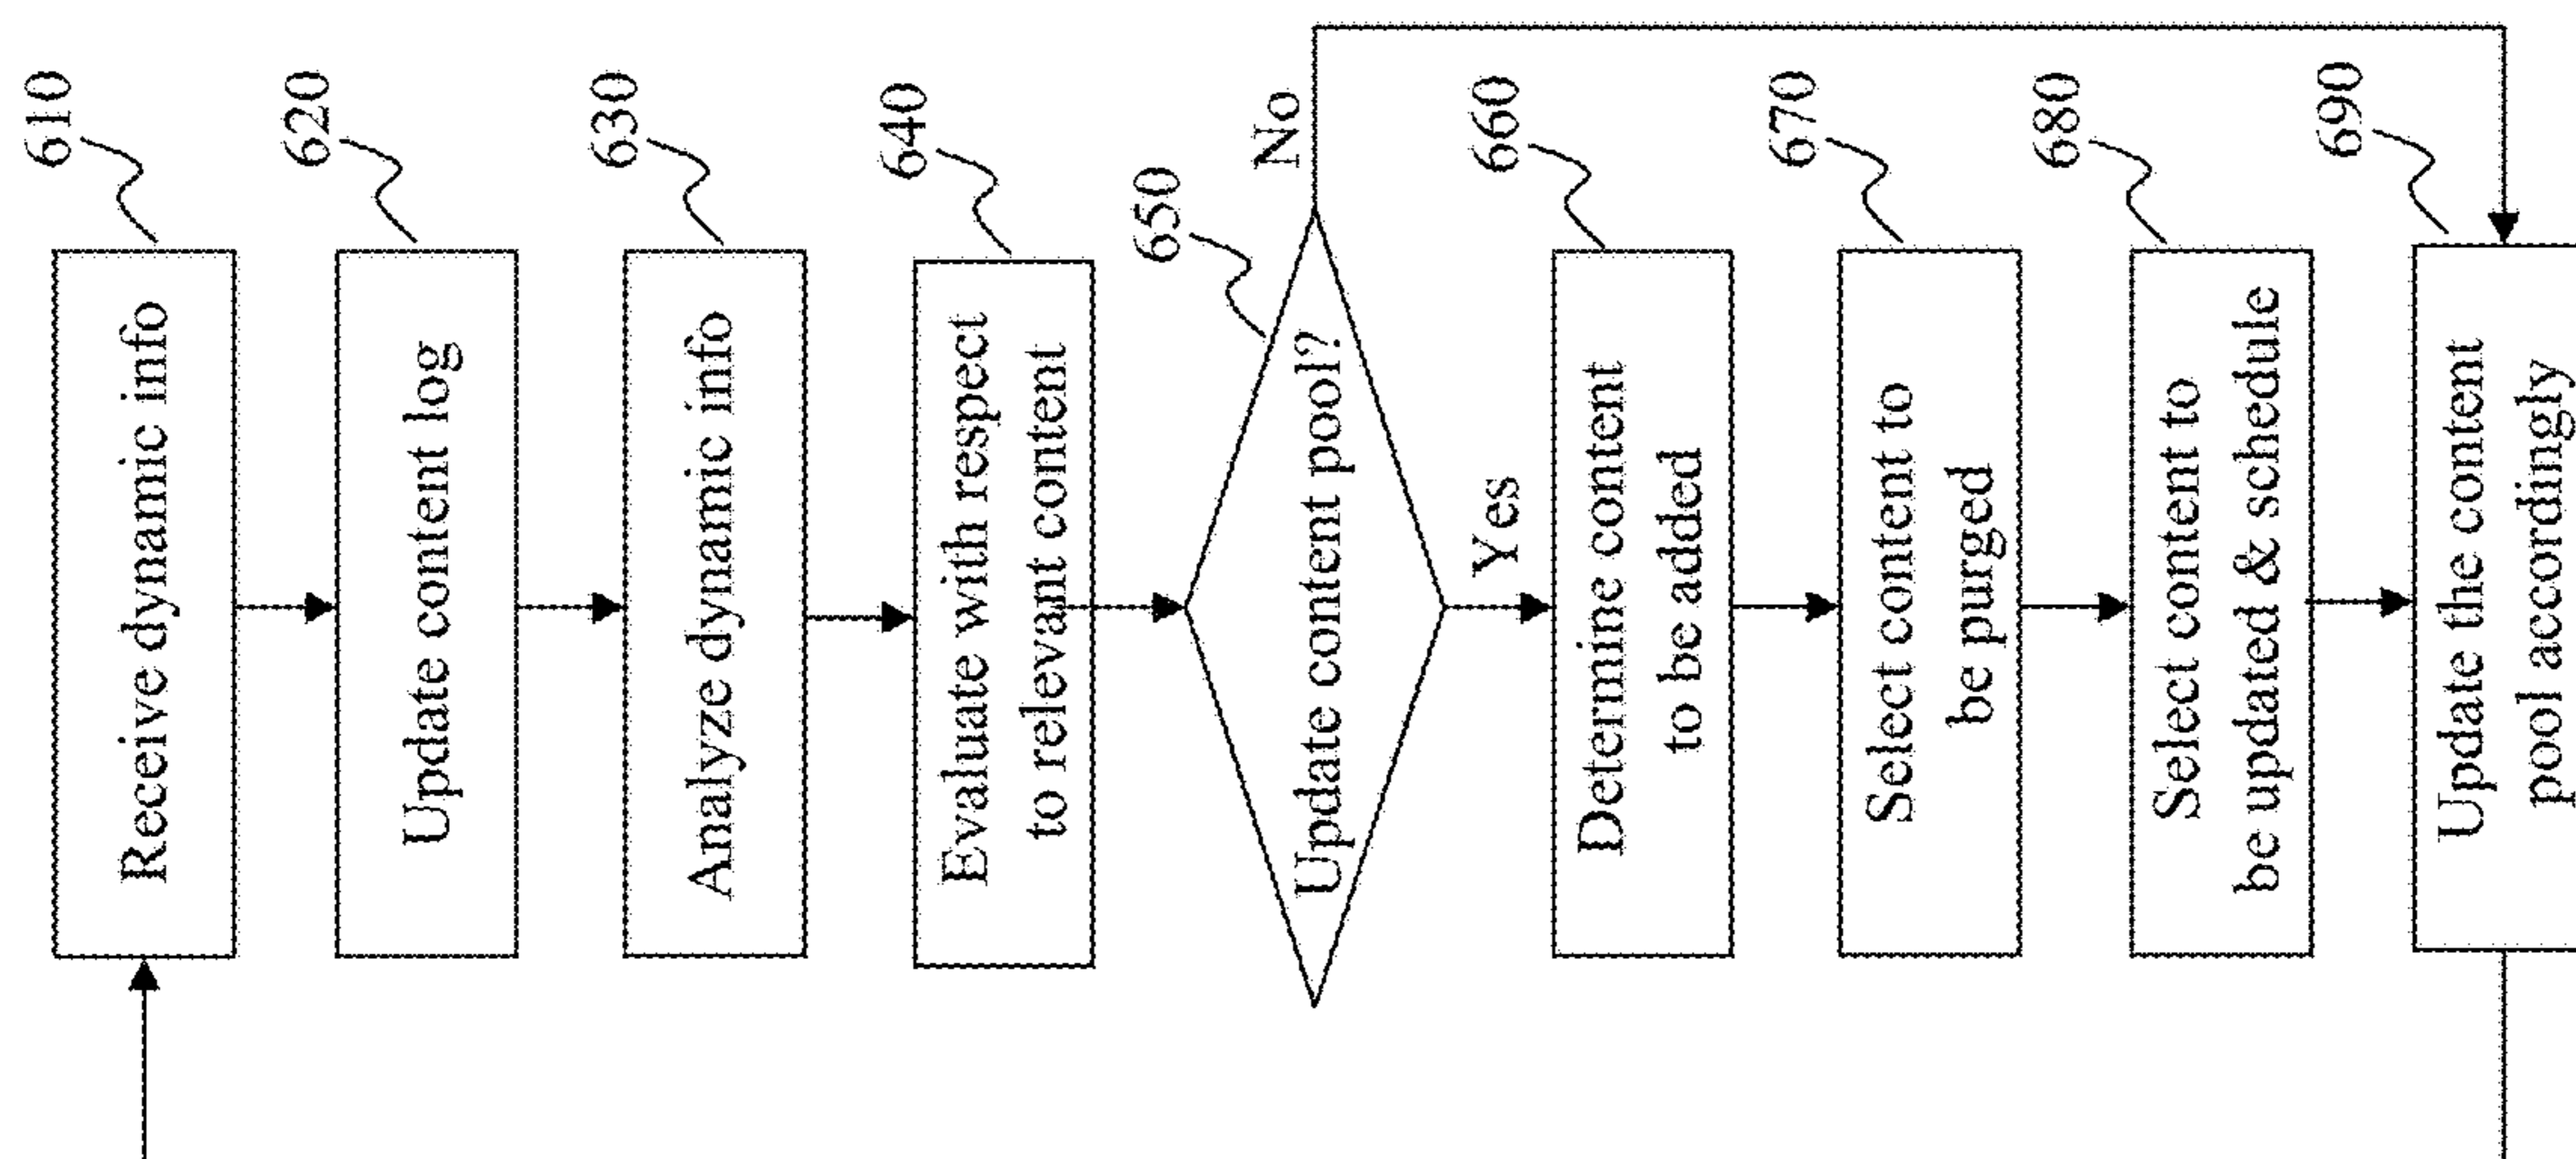 610
Receive dynamic info
620
Update content log
630
Analyze dynamic info
640
Evaluate with respect
to relevant content
650
Update content pool?
No
Yes
660
Determine content
to be added
670
Select content to
be purged
680
Select content to
be updated & schedule
690
Update the content
pool accordingly